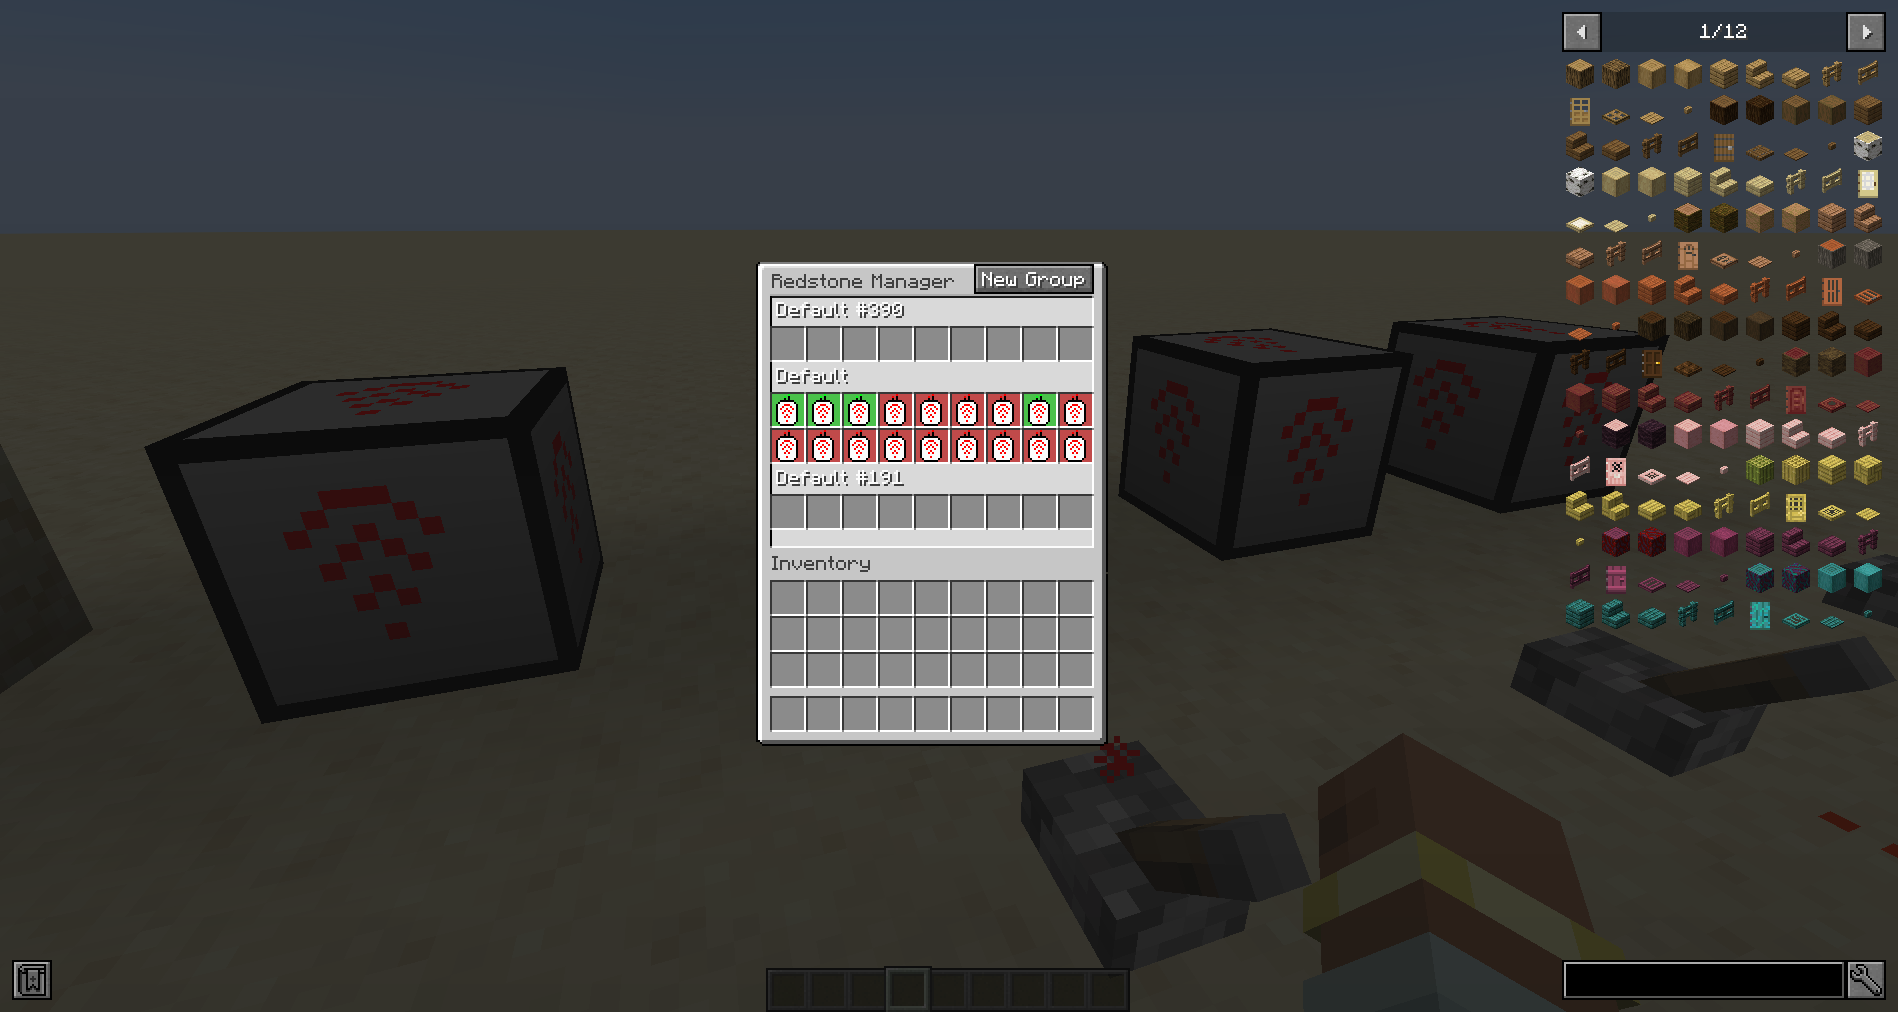 1/12
Redstone Manager
New Group
Default #390
Default
Default #191
Inventory